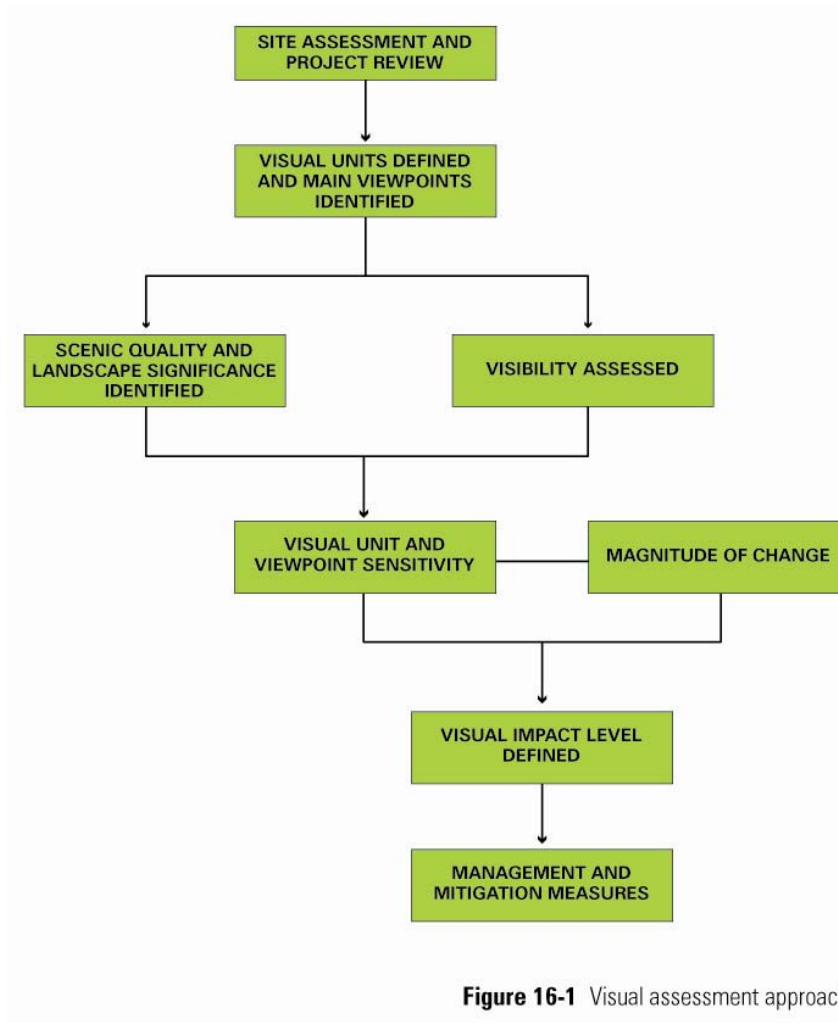 SITE ASSESSMENT AND
PROJECT REVIEW
VISUAL UNITS DEFINED
AND MAIN VIEWPOINTS
IDENTIFIED
SCENIC QUALITY AND
LANDSCAPE SIGNIFICANCE
IDENTIFIED
VISIBILITY ASSESSED
VISUAL UNIT AND
VIEWPOINT SENSITIVITY
MAGNITUDE OF CHANGE
VISUAL IMPACT LEVEL
DEFINED
MANAGEMENT AND
MITIGATION MEASURES
Figure 16-1 Visual assessment approac